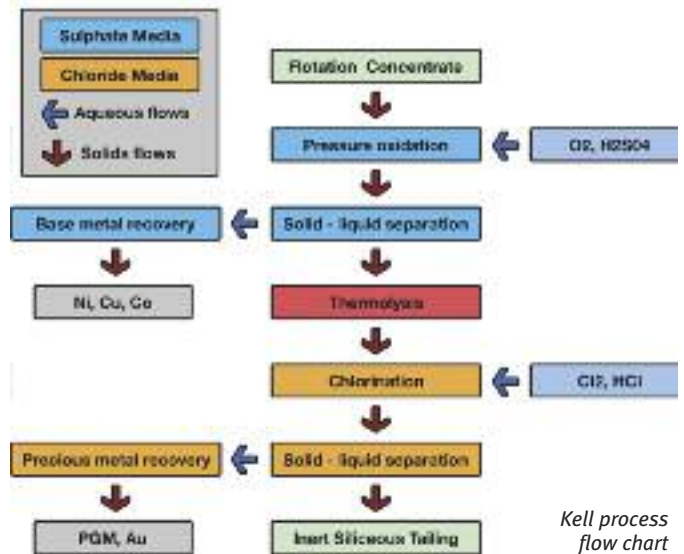 Sulphate Media
Chloride Media
Aqueous flows
Solids flows
Flotation Concentrate
Pressure oxidation
O2, H2SO4
Base metal recovery
Solid - liquid separation
Ni, Cu, Co
Thermolysis
Chlorination
Cl2, HCl
Precious metal recovery
Solid - liquid separation
PGM, Au
Inert Siliceous Tailing
Kell process
flow chart